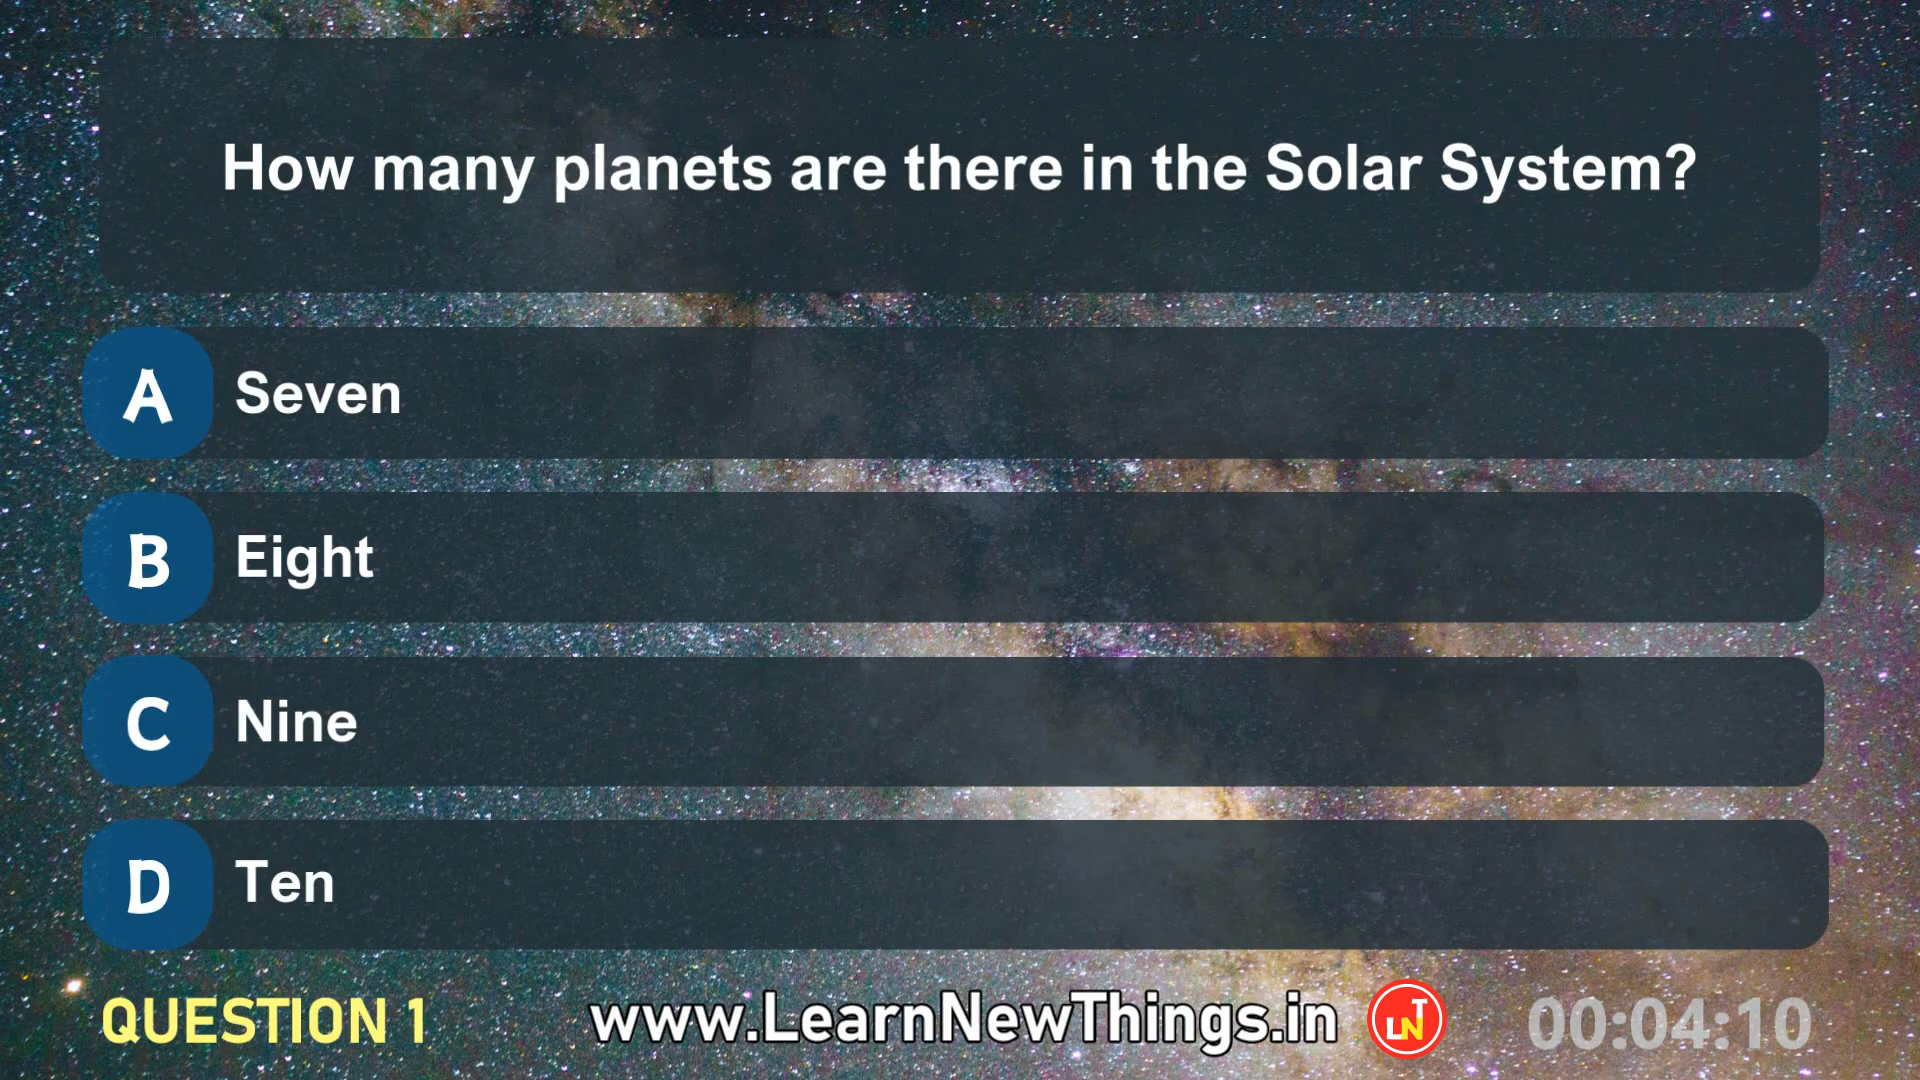 How many planets are there in the Solar System?
A Seven
B Eight
C Nine
D Ten
QUESTION 1 www.LearnNewThings.in LNT 00:04:10